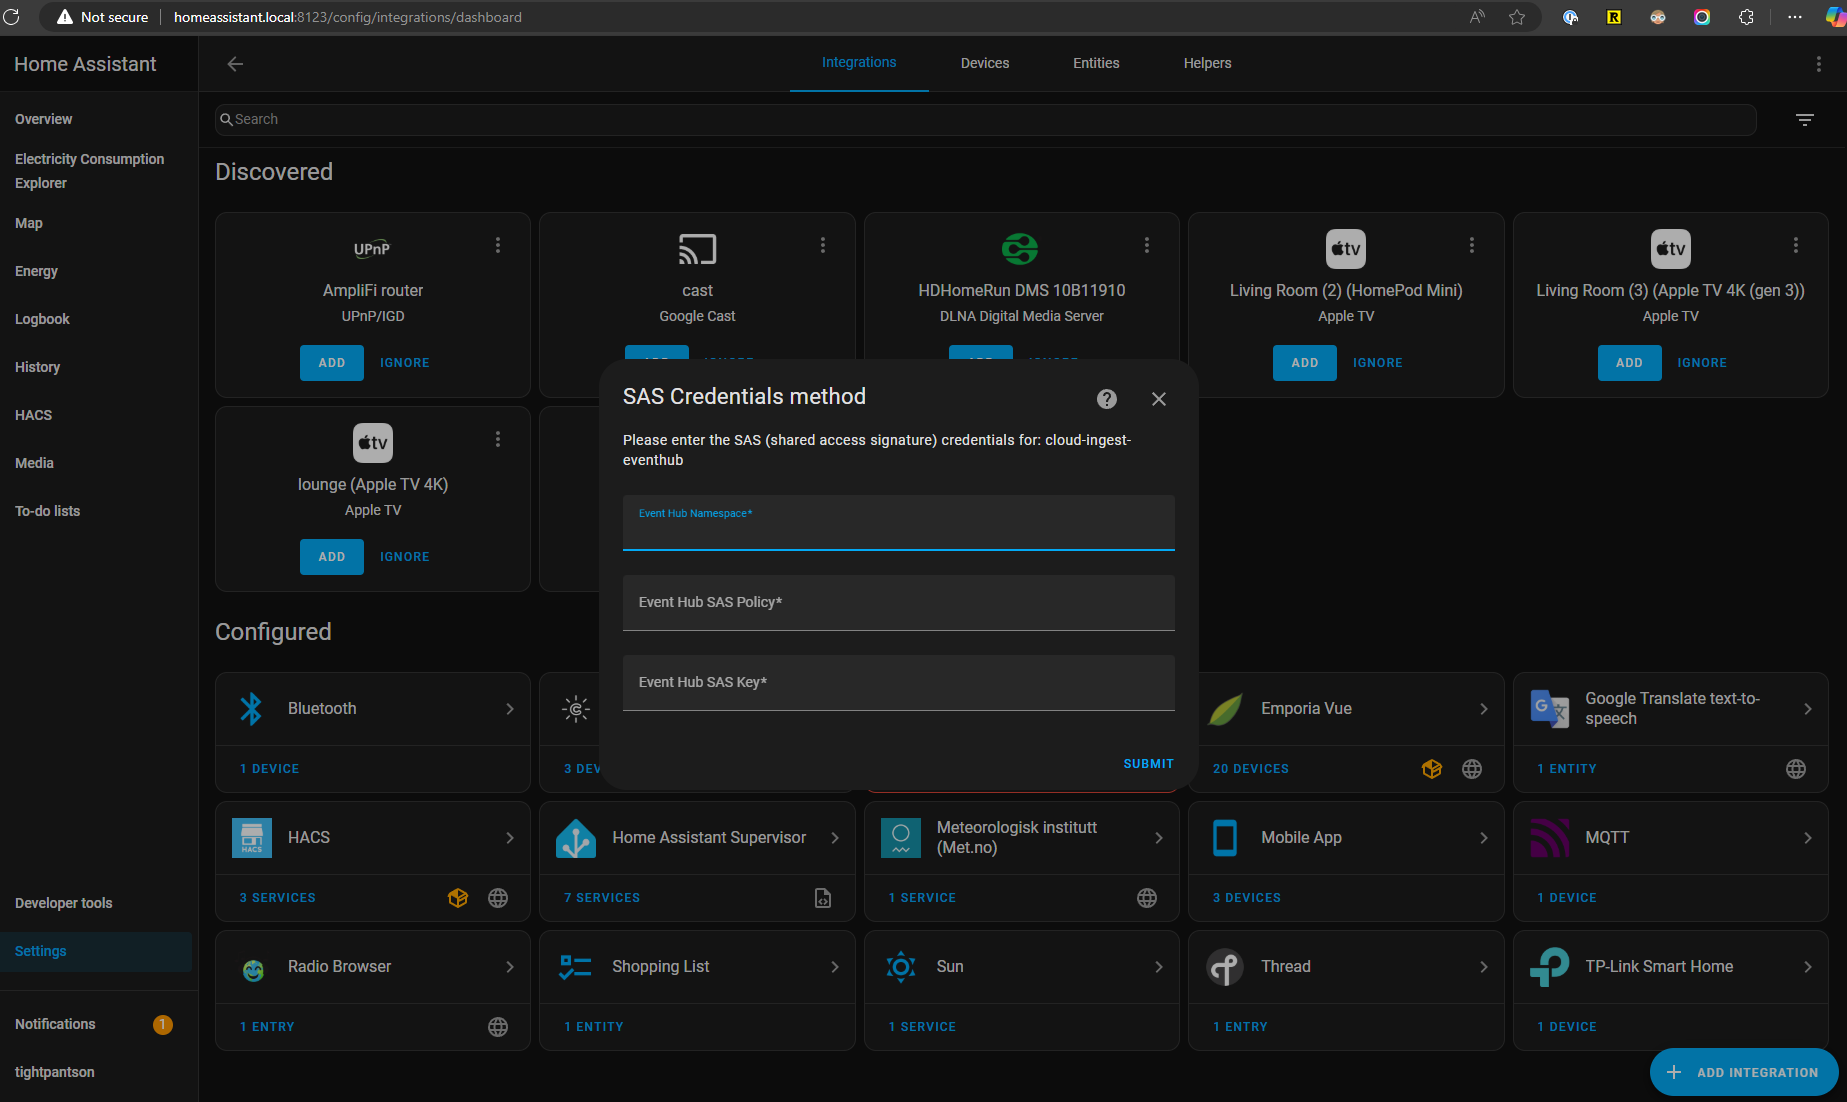 Not secure
homeassistant.local:8123/config/integrations/dashboard
Home Assistant
Integrations
Devices
Entities
Helpers
Overview
Electricity Consumption
Explorer
Map
Energy
Logbook
History
HACS
Media
To-do lists
Developer tools
Settings
Notifications
1
tightpantson
Search
Discovered
UPnP
AmpliFi router
UPnP/IGD
ADD
IGNORE
cast
Google Cast
HDHomeRun DMS 10B11910
DLNA Digital Media Server
tv
Living Room (2) (HomePod Mini)
Apple TV
ADD
IGNORE
tv
Living Room (3) (Apple TV 4K (gen 3))
Apple TV
ADD
IGNORE
tv
lounge (Apple TV 4K)
Apple TV
ADD
IGNORE
SAS Credentials method
Please enter the SAS (shared access signature) credentials for: cloud-ingest-
eventhub
Event Hub Namespace*
Event Hub SAS Policy*
Event Hub SAS Key*
SUBMIT
Configured
Bluetooth
1 DEVICE
3 DEV
Emporia Vue
20 DEVICES
Google Translate text-to-
speech
1 ENTITY
HACS
HACS
3 SERVICES
Home Assistant Supervisor
7 SERVICES
Meteorologisk institutt
(Met.no)
1 SERVICE
Mobile App
3 DEVICES
MQTT
1 DEVICE
Radio Browser
1 ENTRY
Shopping List
1 ENTITY
Sun
1 SERVICE
Thread
1 ENTRY
TP-Link Smart Home
1 DEVICE
ADD INTEGRATION